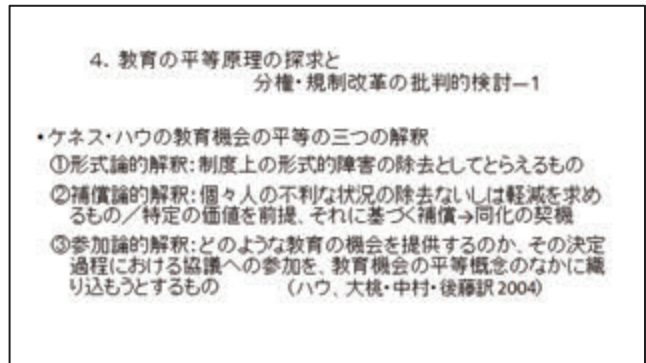 4. 教育の平等原理の探求と
分権・規制改革の批判的検討―1
・ケネス・ハウの教育機会の平等の三つの解釈
①形式論的解釈：制度上の形式的障害の除去としてとらえるもの
②補償論的解釈：個々人の不利な状況の除去ないしは軽減を求め
るもの／特定の価値を前提、それに基づく補償→同化の契機
③参加論的解釈：どのような教育の機会を提供するのか、その決定
過程における協議への参加を、教育機会の平等概念のなかに織
り込もうとするもの　（ハウ、大桃・中村・後藤訳 2004）